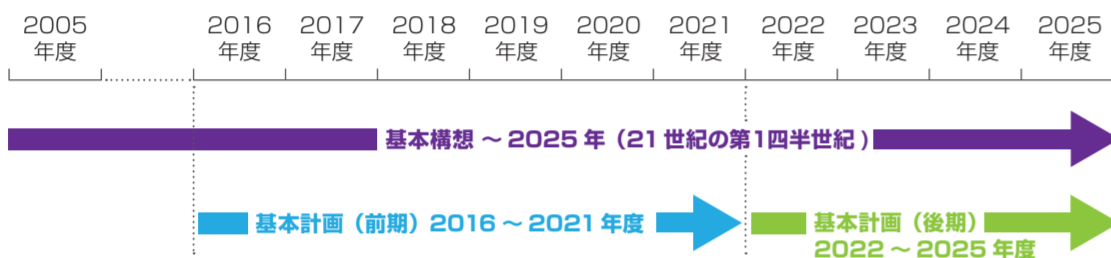 2005 2016 2017 2018 2019 2020 2021 2022 2023 2024 2025
年度 年度 年度 年度 年度 年度 年度 年度 年度 年度 年度
基本構想 ～ 2025 年（21 世紀の第1四半世紀 )
基本計画（前期）2016 ～ 2021 年度
基本計画（後期）
2022 ～ 2025 年度